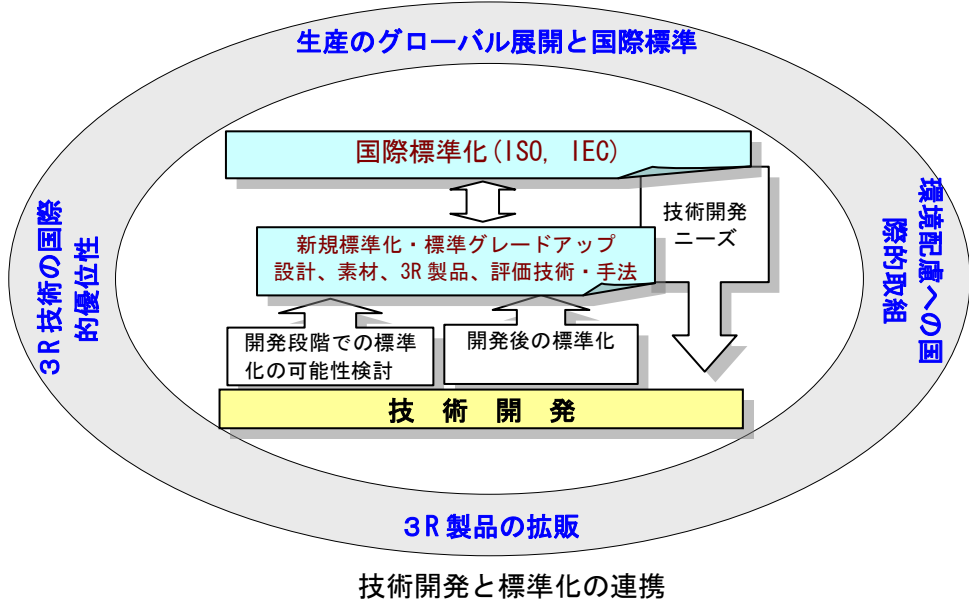 生産のグローバル展開と国際標準
国際標準化(ISO, IEC)
技術開発
ニーズ
新規標準化・標準グレードアップ
設計、素材、3R製品、評価技術・手法
開発段階での標準
化の可能性検討
開発後の標準化
技 術 開 発
3R技術の国際
的優位性
環境配慮への国
際的取組
3R製品の拡販
技術開発と標準化の連携